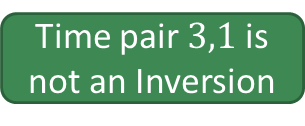 Time pair 3,1 is
not an Inversion